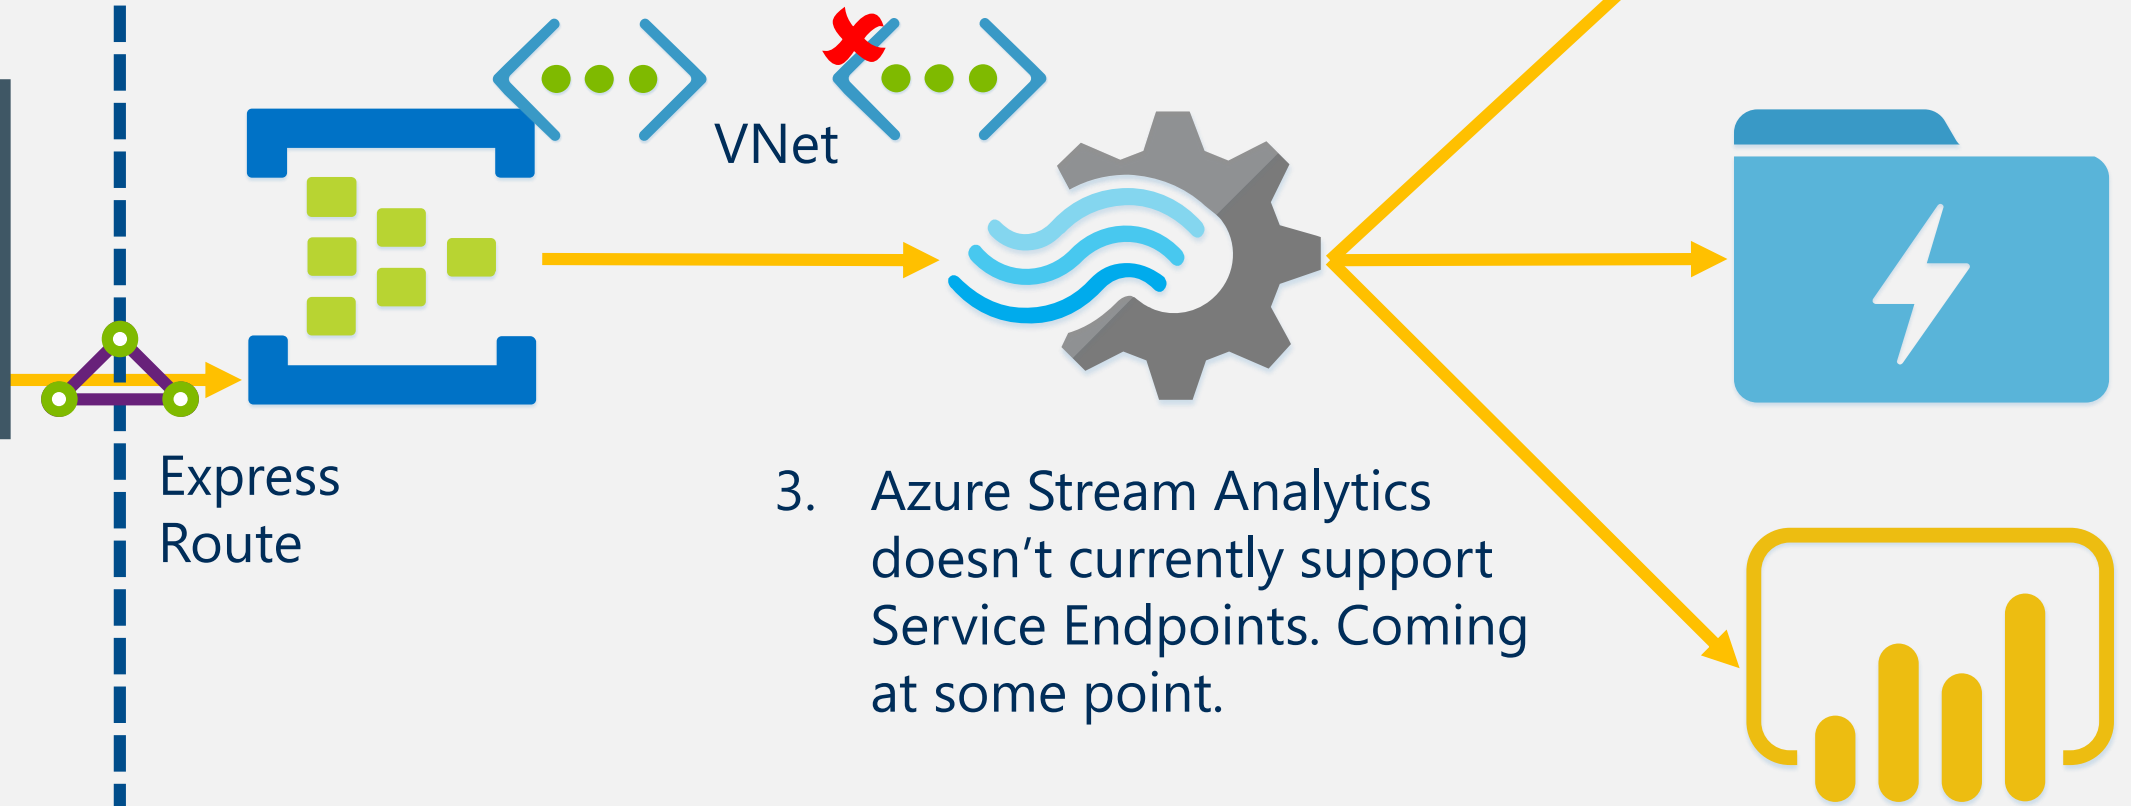 VNet
Express
Route
3. Azure Stream Analytics
doesn’t currently support
Service Endpoints. Coming
at some point.